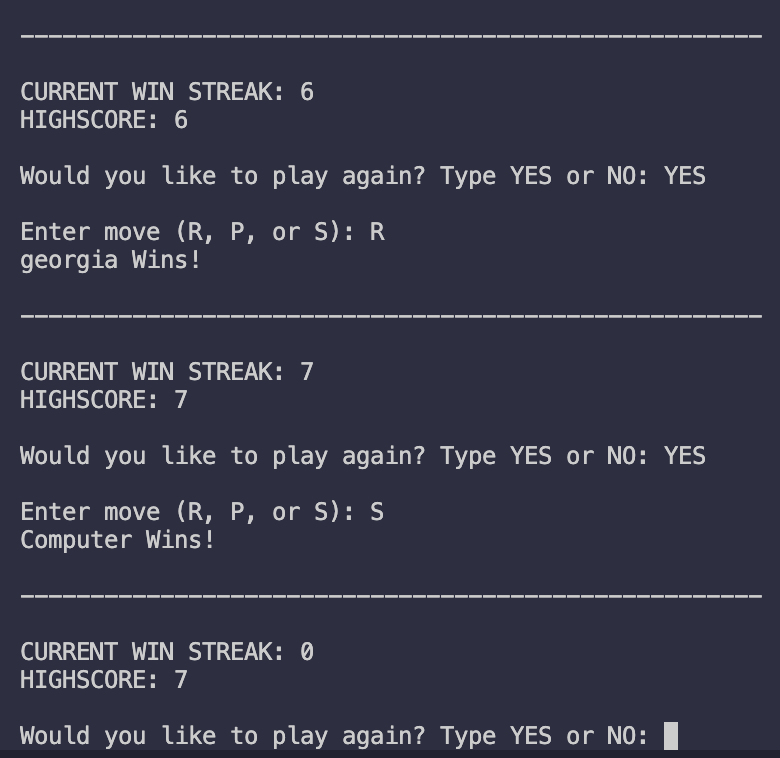 CURRENT WIN STREAK: 6
HIGHSCORE: 6
Would you like to play again? Type YES or NO: YES
Enter move (R, P, or S): R
georgia Wins!
CURRENT WIN STREAK: 7
HIGHSCORE: 7
Would you like to play again? Type YES or NO: YES
Enter move (R, P, or S): S
Computer Wins!
CURRENT WIN STREAK: 0
HIGHSCORE: 7
Would you like to play again? Type YES or NO: